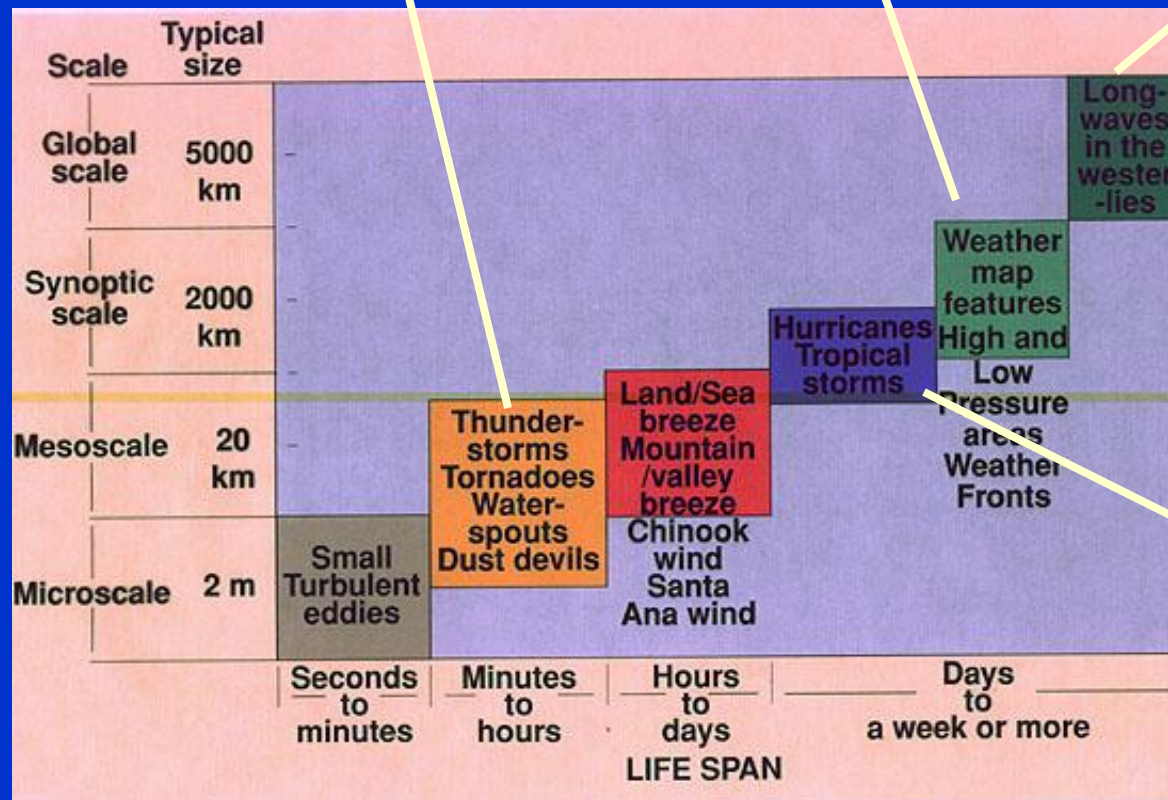 Typical
Scale size
Global
scale
5000
km
Synoptic
scale
2000
km
Mesoscale
20
km
Microscale
2 m
Small
Turbulent
eddies
Thunder-
storms
Tornadoes
Water-
spouts
Dust devils
Land/Sea
breeze
Mountain
/valley
breeze
Chinook
wind
Santa
Ana wind
Hurricanes
Tropical
storms
Weather
map
features
High and
Low
Pressure
areas
Weather
Fronts
Long-
waves
in the
wester
-lies
Seconds
to
minutes
Minutes
to
hours
Hours
to
days
Days
to
a week or more
LIFE SPAN